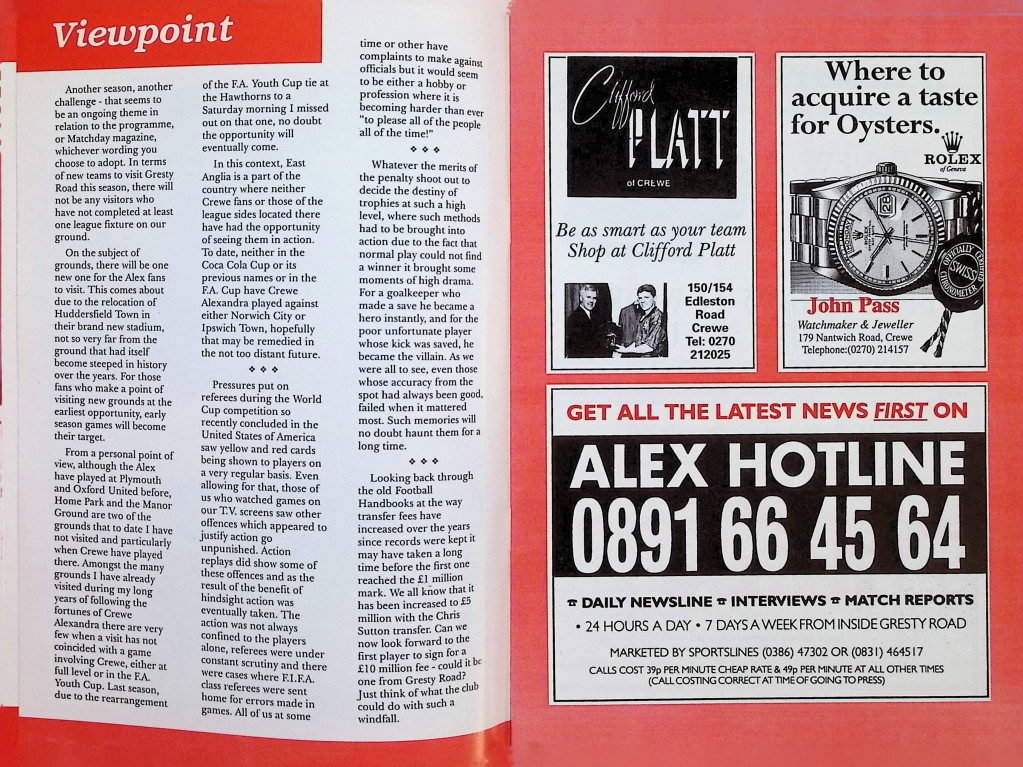 Viewpoint
Another season, another
challenge - that seems to
be an ongoing theme in
relation to the programme,
or Matchday magazine,
whichever wording you
choose to adopt. In terms
of new teams to visit Gresty
Road this season, there will
not be any visitors who
have not completed at least
one league fixture on our
ground.
On the subject of
grounds, there will be one
new one for the Alex fans
to visit. This comes about
due to the relocation of
Huddersfield Town in
their brand new stadium,
not so very far from the
ground that had itself
become steeped in history
over the years. For those
fans who make a point of
visiting new grounds at the
earliest opportunity, early
season games will become
their target.
From a personal point of
view, although the Alex
have played at Plymouth
and Oxford United before,
Home Park and the Manor
Ground are two of the
grounds that to date I have
not visited and particularly
when Crewe have played
there. Amongst the many
grounds I have already
visited during my long
years of following the
fortunes of Crewe
Alexandra there are very
few when a visit has not
coincided with a game
involving Crewe, either at
full level or in the F.A.
Youth Cup. Last season,
due to the rearrangement
of the F.A. Youth Cup tie at
the Hawthorns to a
Saturday morning I missed
out on that one, no doubt
the opportunity will
eventually come.
In this context, East
Anglia is a part of the
country where neither
Crewe fans or those of the
league sides located there
have had the opportunity
of seeing them in action.
To date, neither in the
Coca Cola Cup or its
previous names or in the
F.A. Cup have Crewe
Alexandra played against
either Norwich City or
Ipswich Town, hopefully
that may be remedied in
the not too distant future.
❖ ❖ ❖
Pressures put on
referees during the World
Cup competition so
recently concluded in the
United States of America
saw yellow and red cards
being shown to players on
a very regular basis. Even
allowing for that, those of
us who watched games on
our T.V. screens saw other
offences which appeared to
justify action go
unpunished. Action
replays did show some of
these offences and as the
result of the benefit of
hindsight action was
eventually taken. The
action was not always
confined to the players
alone, referees were under
constant scrutiny and there
were cases where F.I.F.A.
class referees were sent
home for errors made in
games. All of us at some
time or other have
complaints to make against
officials but it would seem
to be either a hobby or
profession where it is
becoming harder than ever
"to please all of the people
all of the time!"
❖ ❖ ❖
Whatever the merits of
the penalty shoot out to
decide the destiny of
trophies at such a high
level, where such methods
had to be brought into
action due to the fact that
normal play could not find
a winner it brought some
moments of high drama.
For a goalkeeper who
made a save he became a
hero instantly, and for the
poor unfortunate player
whose kick was saved, he
became the villain. As we
were all to see, even those
whose accuracy from the
spot had always been good,
failed when it mattered
most. Such memories will
no doubt haunt them for a
long time.
❖ ❖ ❖
Looking back through
the old Football
Handbooks at the way
transfer fees have
increased over the years
since records were kept it
may have taken a long
time before the first one
reached the £1 million
mark. We all know that it
has been increased to £5
million with the Chris
Sutton transfer. Can we
now look forward to the
first player to sign for a
£10 million fee - could it be
one from Gresty Road?
Just think of what the club
could do with such a
windfall.
Clifford
PLATT
of CREWE
Be as smart as your team
Shop at Clifford Platt
150/154
Edleston
Road
Crewe
Tel: 0270
212025
Where to
acquire a taste
for Oysters.
ROLEX
of Geneva
OFFICIALLY
SWISS
CHRONOMETER
John Pass
Watchmaker & Jeweller
179 Nantwich Road, Crewe
Telephone:(0270) 214157
GET ALL THE LATEST NEWS FIRST ON
ALEX HOTLINE
0891 66 45 64
☎ DAILY NEWSLINE ☎ INTERVIEWS ☎ MATCH REPORTS
• 24 HOURS A DAY • 7 DAYS A WEEK FROM INSIDE GRESTY ROAD
MARKETED BY SPORTSLINES (0386) 47302 OR (0831) 464517
CALLS COST 39p PER MINUTE CHEAP RATE & 49p PER MINUTE AT ALL OTHER TIMES
(CALL COSTING CORRECT AT TIME OF GOING TO PRESS)